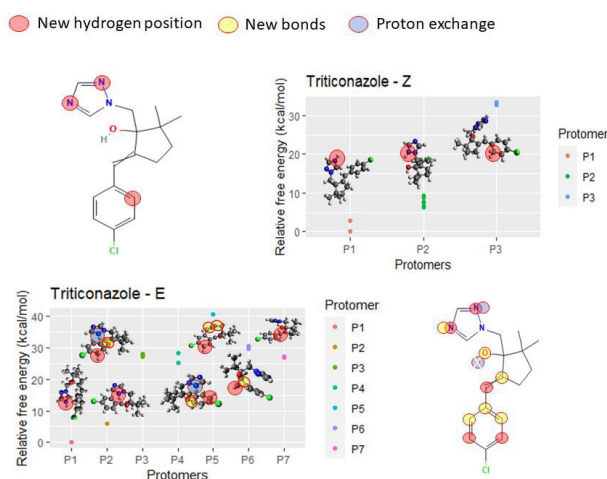 New hydrogen position
New bonds
Proton exchange
N
N
N
O
H
Cl
Triticonazole - Z
Relative free energy (kcal/mol)
30
20
10
0
P1
P2
P3
Protomers
Protomer
P1
P2
P3
Triticonazole - E
Relative free energy (kcal/mol)
40
30
20
10
0
P1
P2
P3
P4
P5
P6
P7
Protomers
Protomer
P1
P2
P3
P4
P5
P6
P7
N
N
N
O
Cl